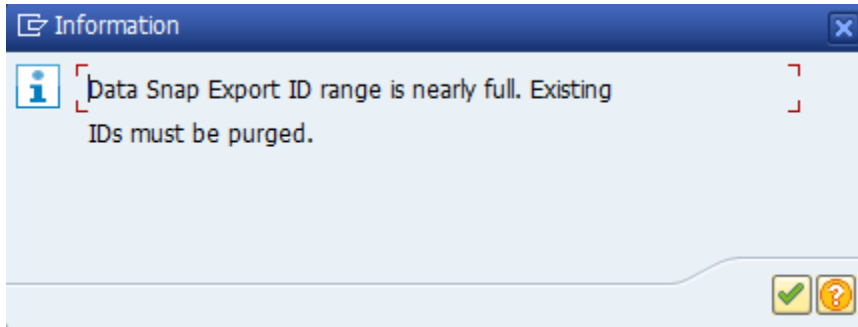 Information
Data Snap Export ID range is nearly full. Existing
IDs must be purged.